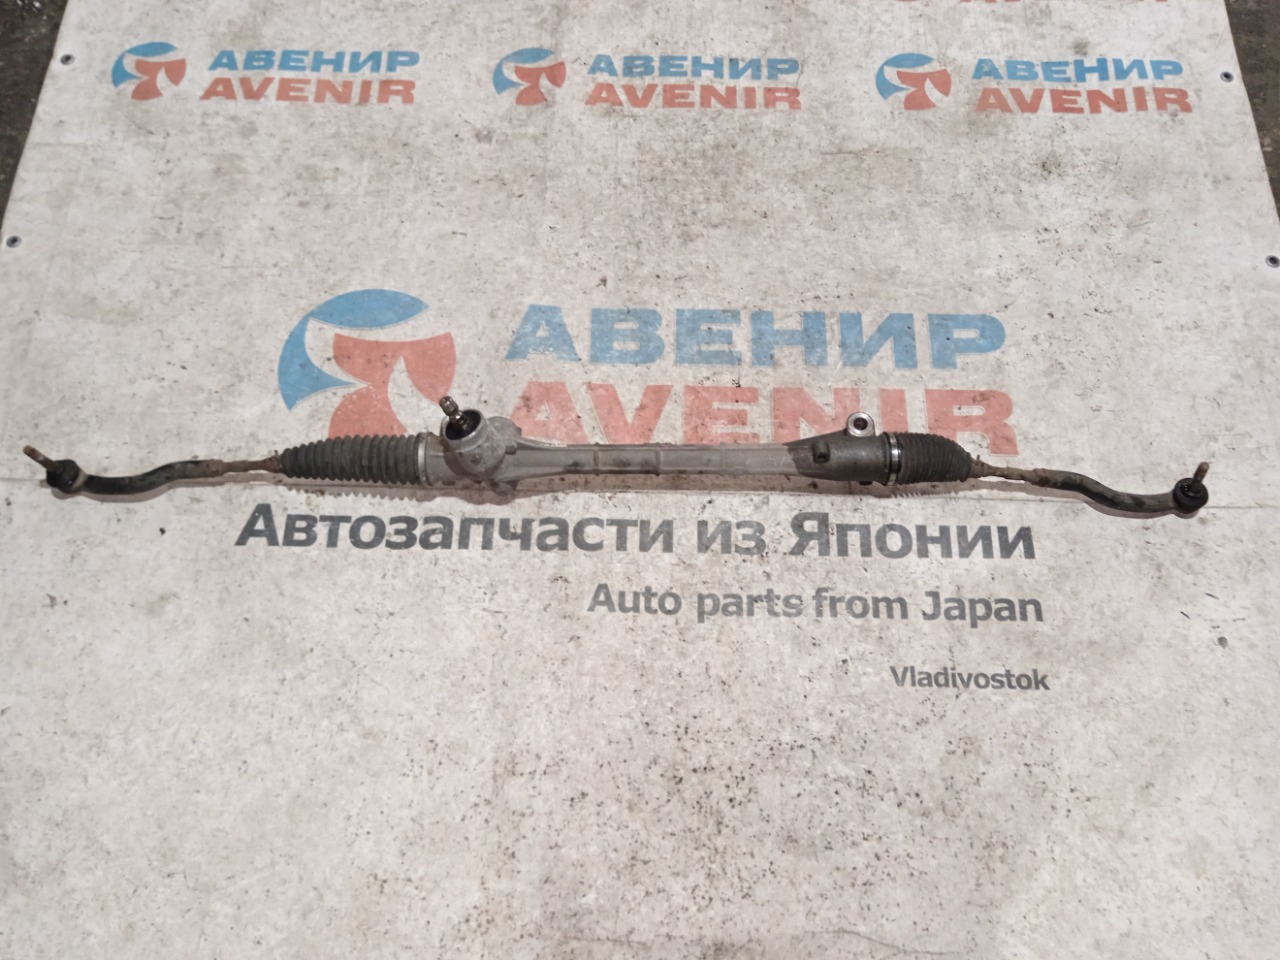 АВЕНИР АВЕНИР АВЕНИР
AVENIR AVENIR AVENIR
АВЕНИР
AVENIR
Автозапчасти из Японии
Auto parts from Japan
Vladivostok